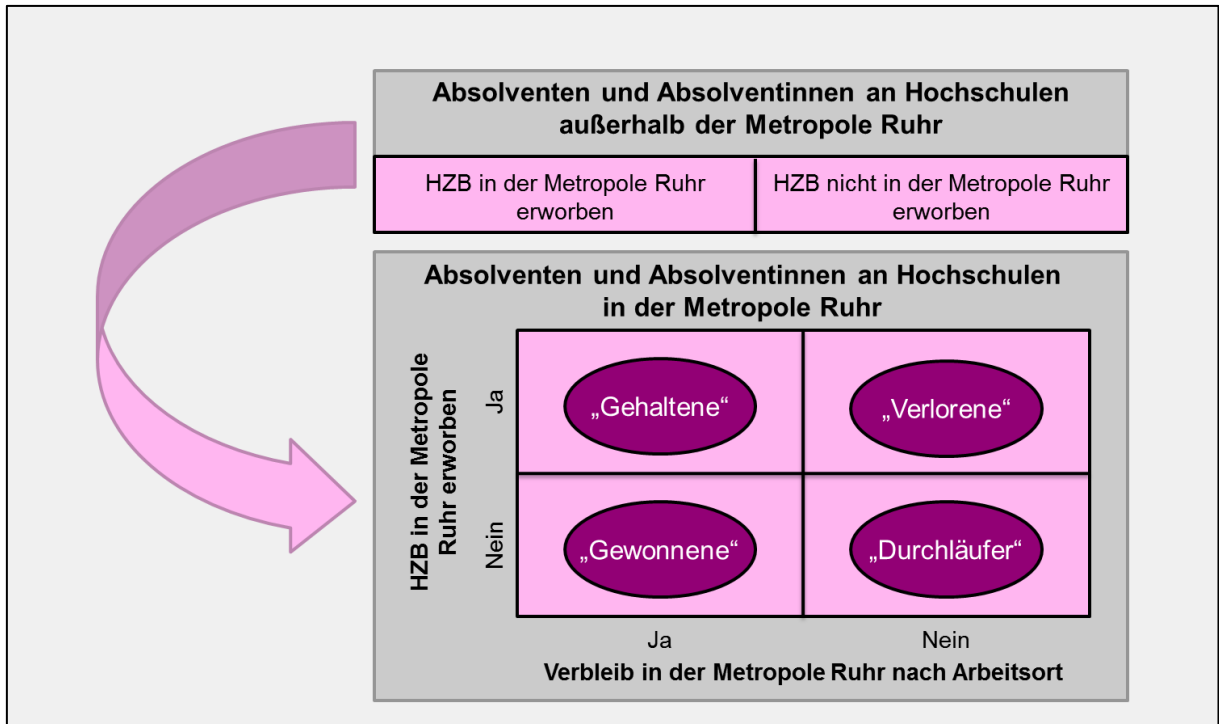 Absolventen und Absolventinnen an Hochschulen
außerhalb der Metropole Ruhr
HZB in der Metropole Ruhr
erworben
HZB nicht in der Metropole Ruhr
erworben
Absolventen und Absolventinnen an Hochschulen
in der Metropole Ruhr
HZB in der Metropole
Ruhr erworben
Ja
„Gehaltene“
„Verlorene“
Nein
„Gewonnene“
„Durchläufer“
Ja
Nein
Verbleib in der Metropole Ruhr nach Arbeitsort